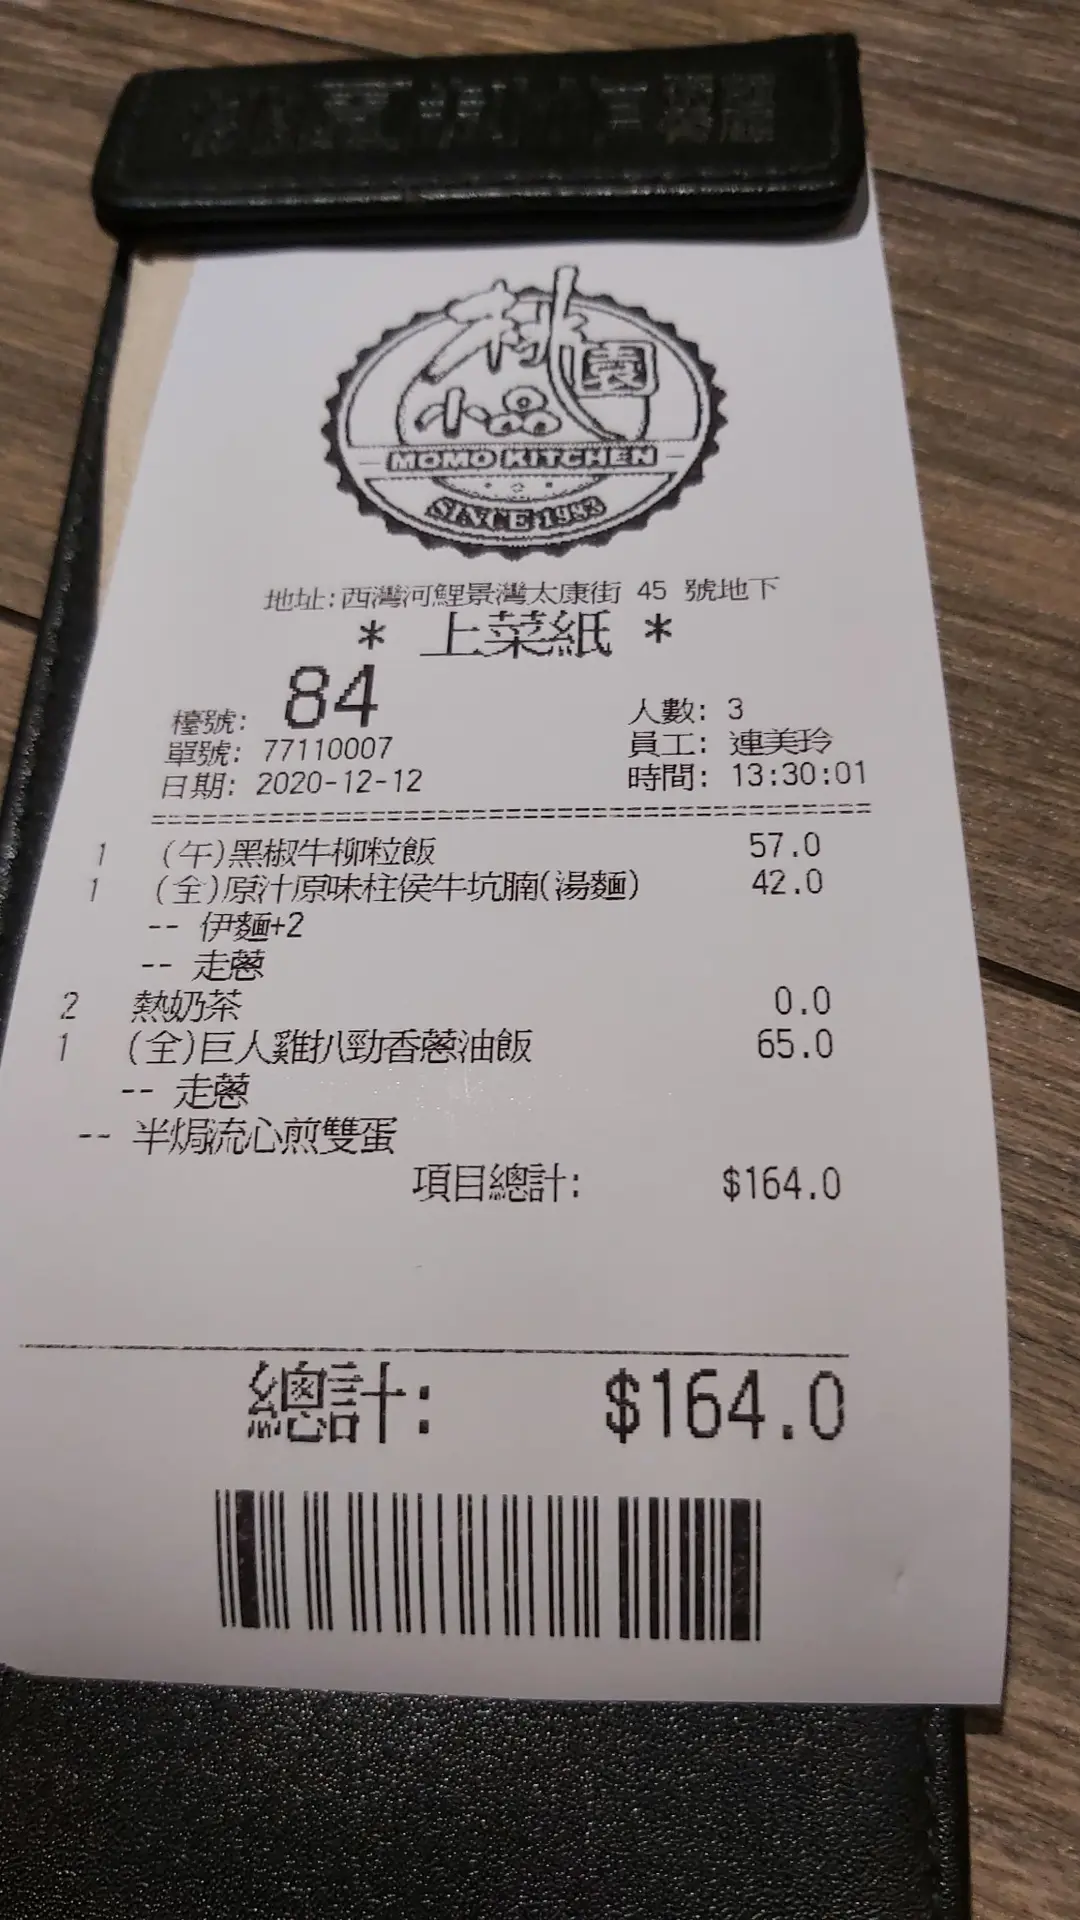 桃園
小品
MOMO KITCHEN
SINCE 1993
地址:西灣河鯉景灣太康街 45 號地下
* 上菜紙 *
檯號: 84 人數: 3
單號: 77110007 員工: 連美玲
日期: 2020-12-12 時間: 13:30:01
1 (午)黑椒牛柳粒飯 57.0
1 (全)原汁原味柱侯牛坑腩(湯麵) 42.0
-- 伊麵+2
-- 走蔥
2 熱奶茶 0.0
1 (全)巨人雞扒勁香蔥油飯 65.0
-- 走蔥
-- 半焗流心煎雙蛋
項目總計: $164.0
總計: $164.0